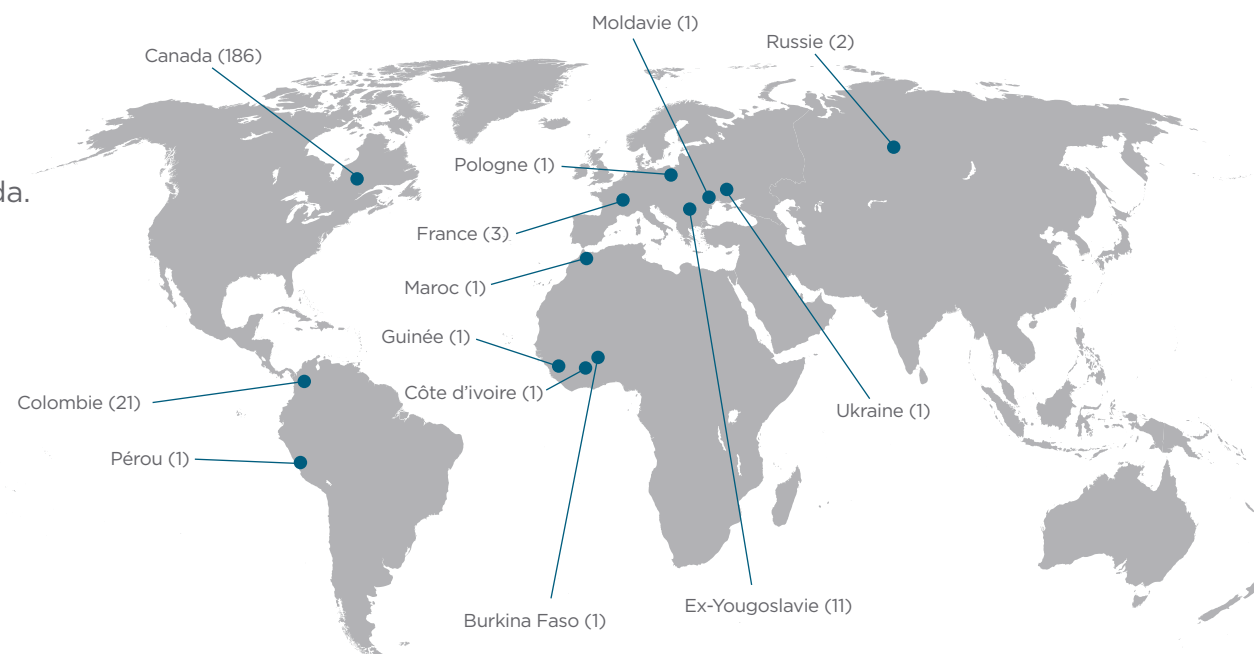 Moldavie (1)
Russie (2)
Canada (186)
Pologne (1)
da.
France (3)
Maroc (1)
Guinée (1)
Côte d'ivoire (1)
Colombie (21)
Ukraine (1)
Pérou (1)
Ex-Yougoslavie (11)
Burkina Faso (1)